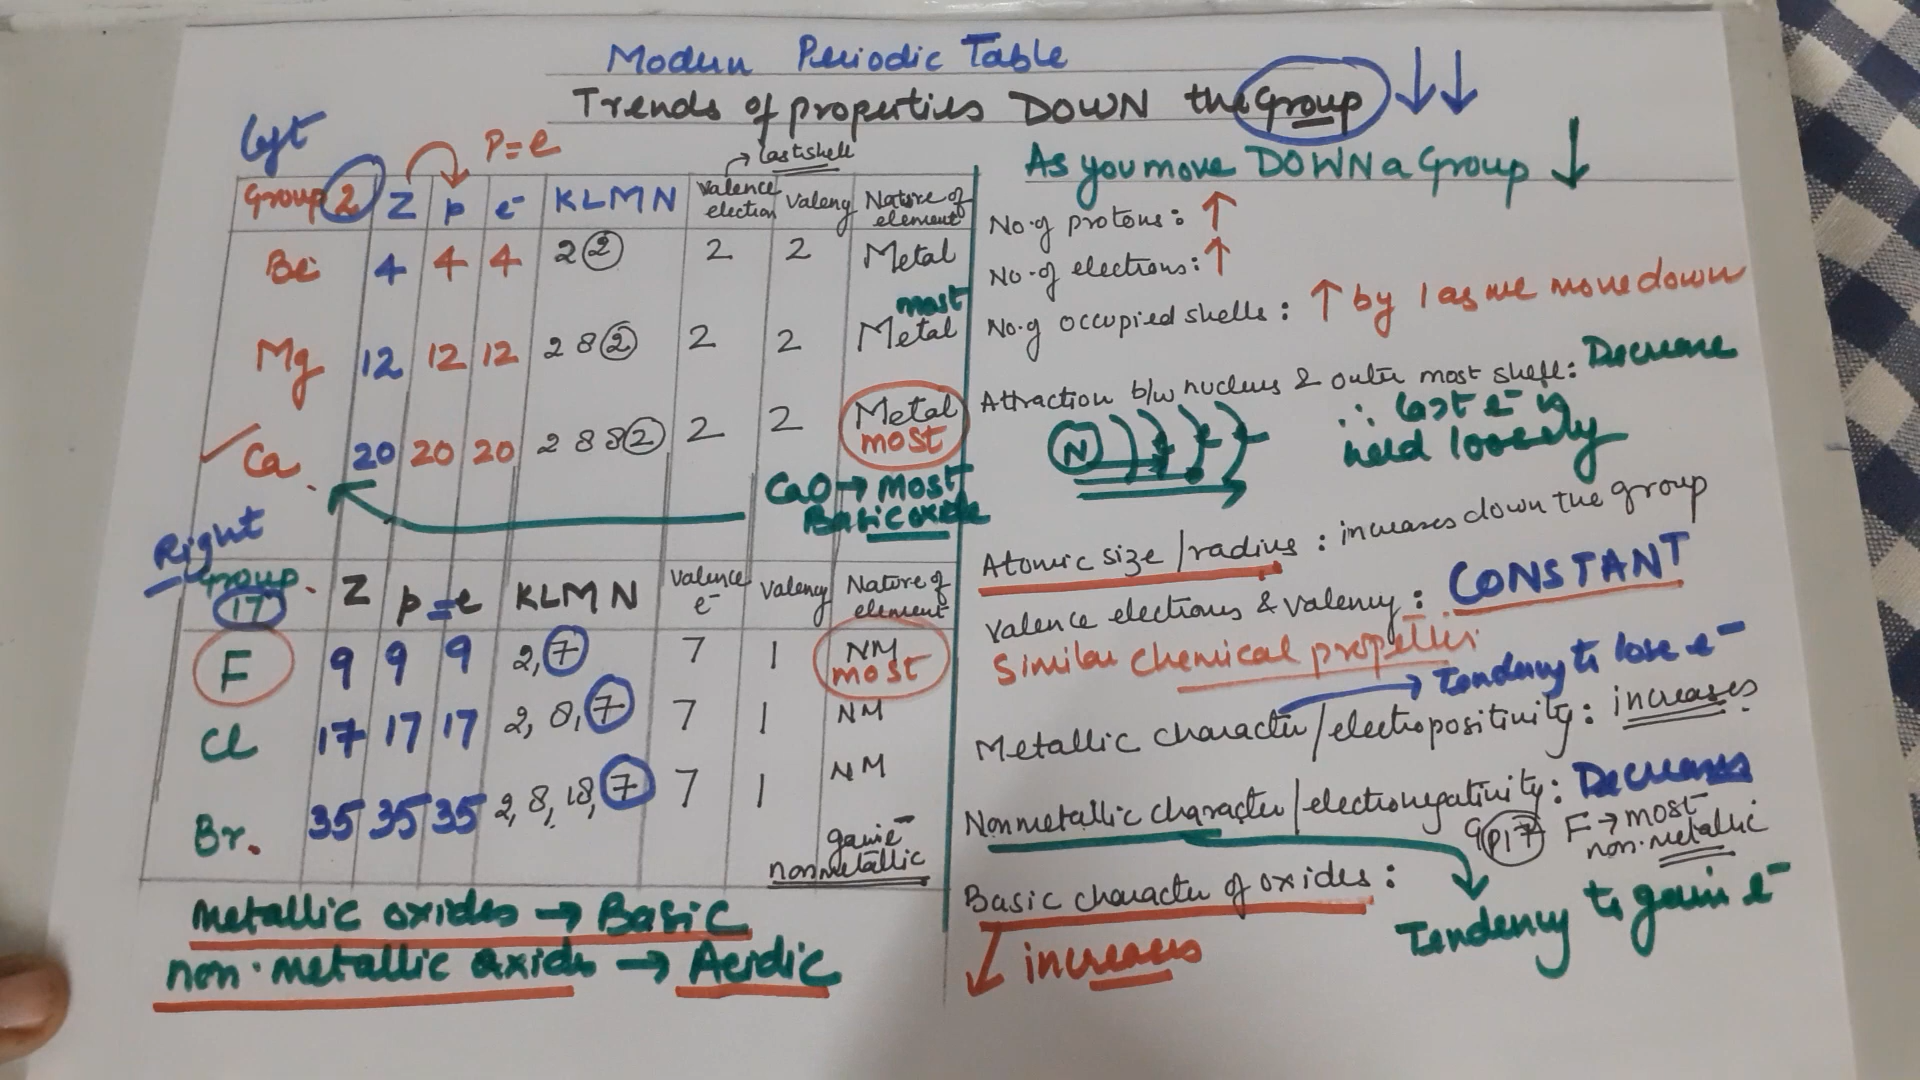 Modern Periodic Table
Trends of properties DOWN the Group
left
P=e
→ last shell
Group 2 Z p e⁻ KLMN Valence election Valeny Nature of element
Be 4 4 4 2 2 2 2 Metal
most
Mg 12 12 12 2 8 2 2 2 Metal
Ca 20 20 20 2 8 8 2 2 2 Metal
most
CaO → Most
Basic oxide
Right
Group 17 Z p = e KLMN Valence e⁻ Valeny Nature of element
F 9 9 9 2, 7 7 1 NM
most
Cl 17 17 17 2, 8, 7 7 1 NM
Br. 35 35 35 2, 8, 18, 7 7 1 NM
gain e⁻
nonmetallic
Metallic oxides → Basic
non-metallic oxides → Acidic
As you move DOWN a Group ↓
No. of protons: ↑
No. of electrons: ↑
No. of occupied shells: ↑ by 1 as we move down
Attraction b/w nucleus & outer most shell: Decrease
∴ last e⁻ is
held loosely
N
Atomic size/radius: increases down the group
Valence electrons & valency: CONSTANT
Similar chemical properties
→ Tendency to lose e⁻
Metallic character/electropositivity: increases
Nonmetallic character/electronegativity: Decreases
gp 17 F → most
non-metallic
Basic character of oxides:
Tendency to gain e⁻
↓ increases